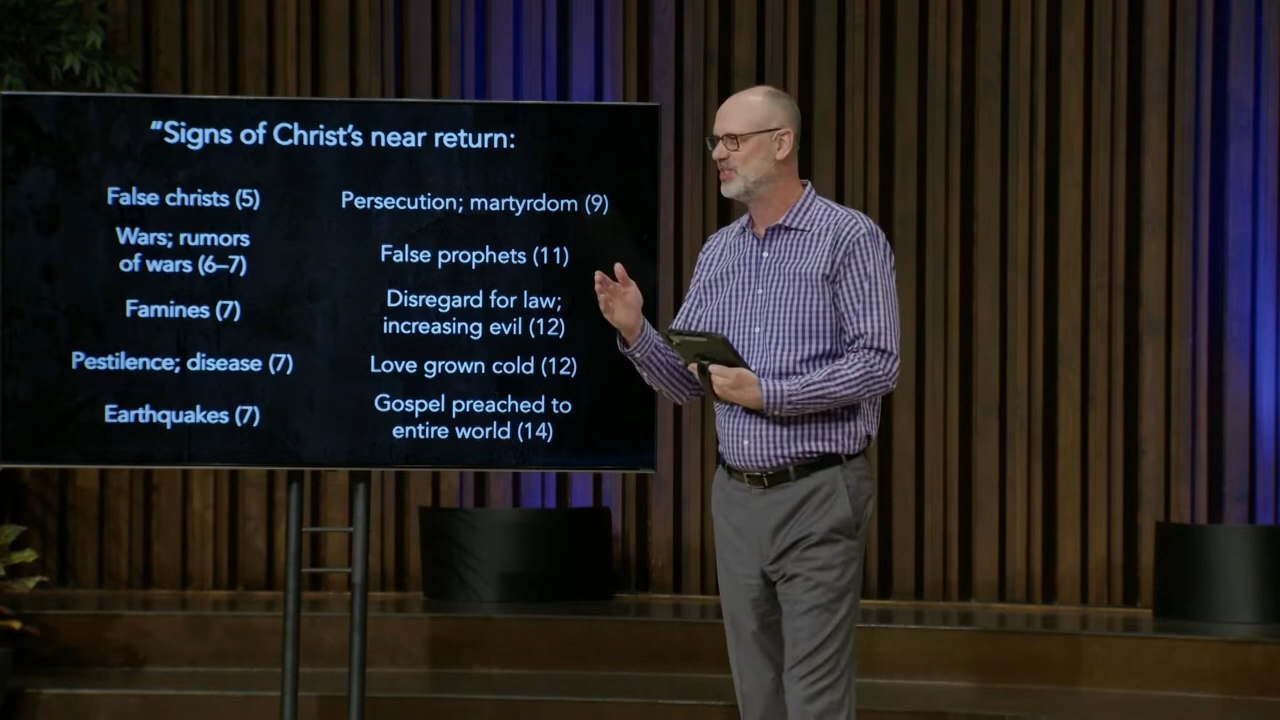 “Signs of Christ’s near return:
False christs (5)
Wars; rumors
of wars (6–7)
Famines (7)
Pestilence; disease (7)
Earthquakes (7)
Persecution; martyrdom (9)
False prophets (11)
Disregard for law;
increasing evil (12)
Love grown cold (12)
Gospel preached to
entire world (14)